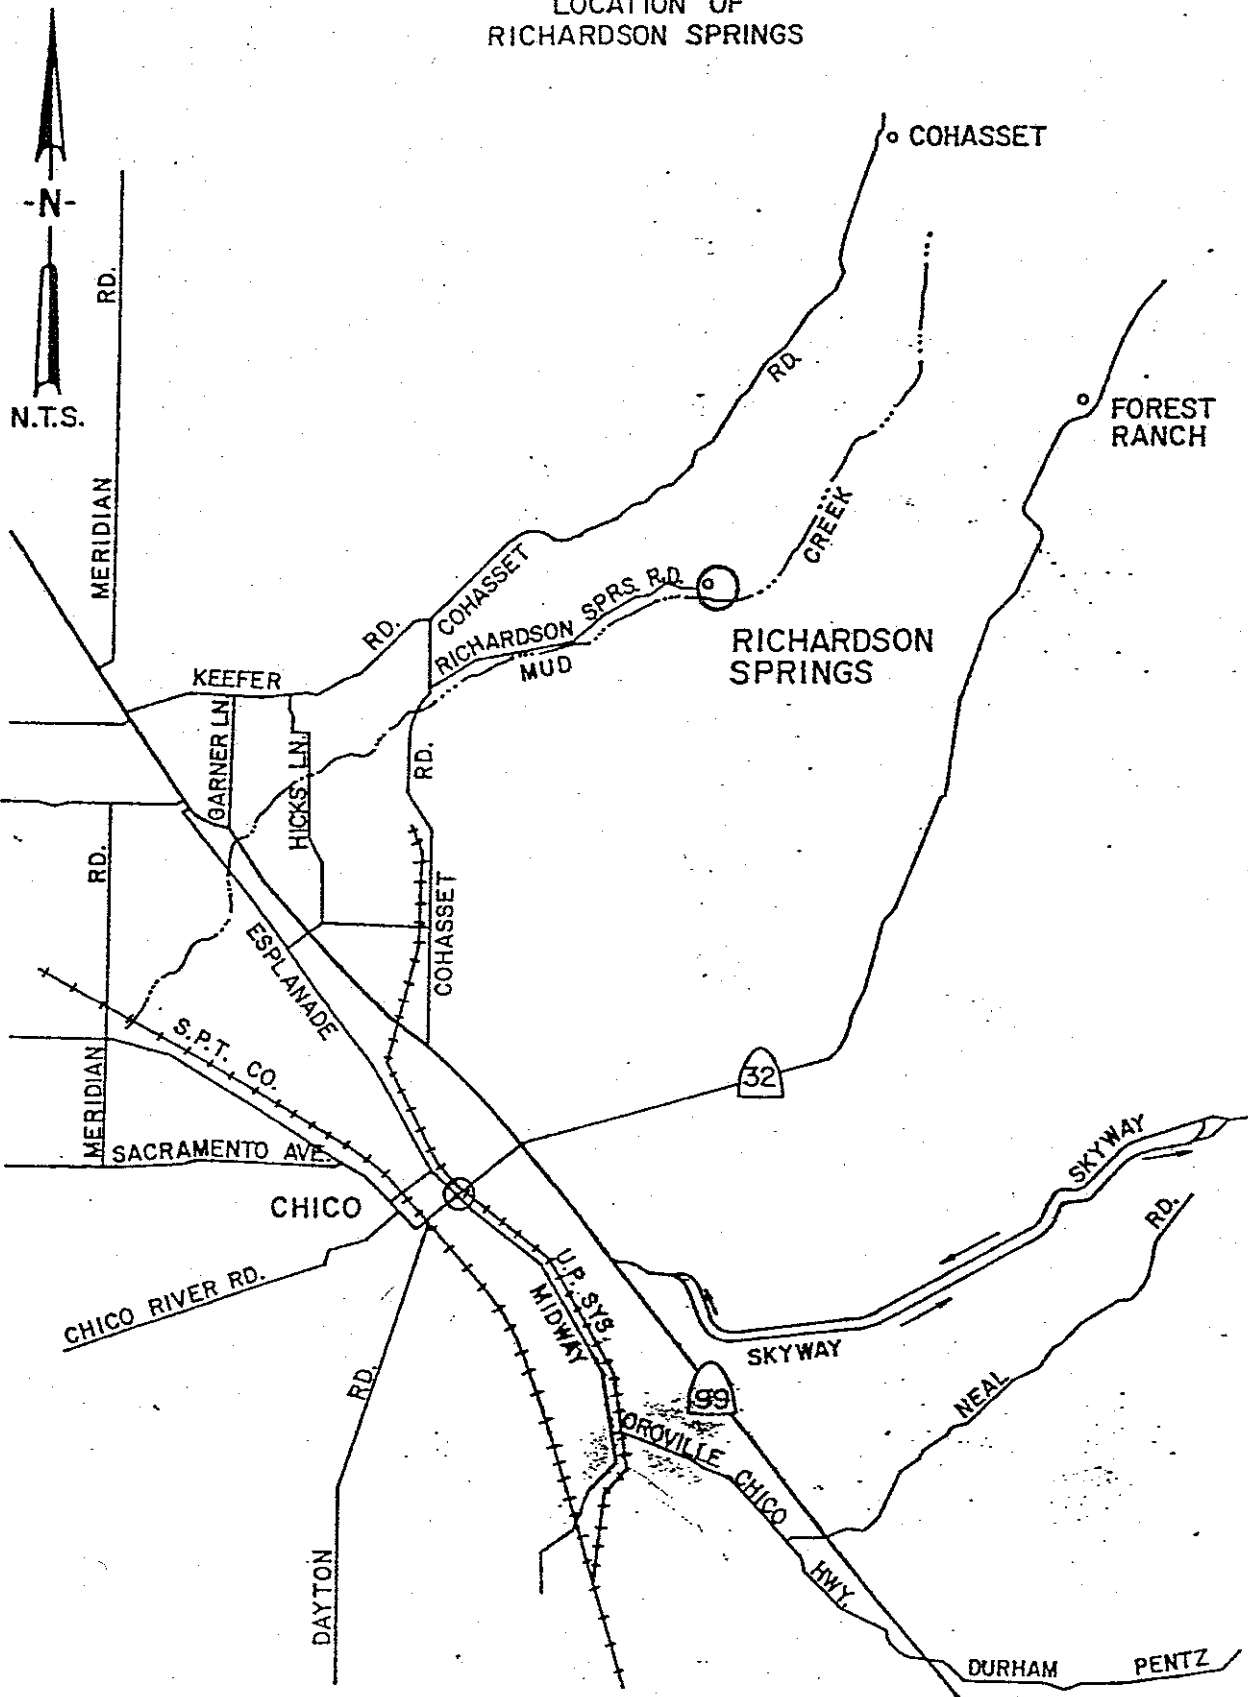 LOCATION OF
RICHARDSON SPRINGS
COHASSET
-N-
RD.
N.T.S.
RD.
FOREST
RANCH
MERIDIAN
CREEK
COHASSET
RICHARDSON SPRS. RD.
RD.
MUD
RICHARDSON
SPRINGS
KEEFER
GARNER LN.
HICKS LN.
RD.
RD.
COHASSET
ESPLANADE
S.P.T. CO.
MERIDIAN
32
SACRAMENTO AVE.
SKYWAY
CHICO
RD.
CHICO RIVER RD.
U.P. SYS.
MIDWAY
SKYWAY
RD.
99
NEAL
OROVILLE CHICO HWY.
DAYTON
DURHAM PENTZ